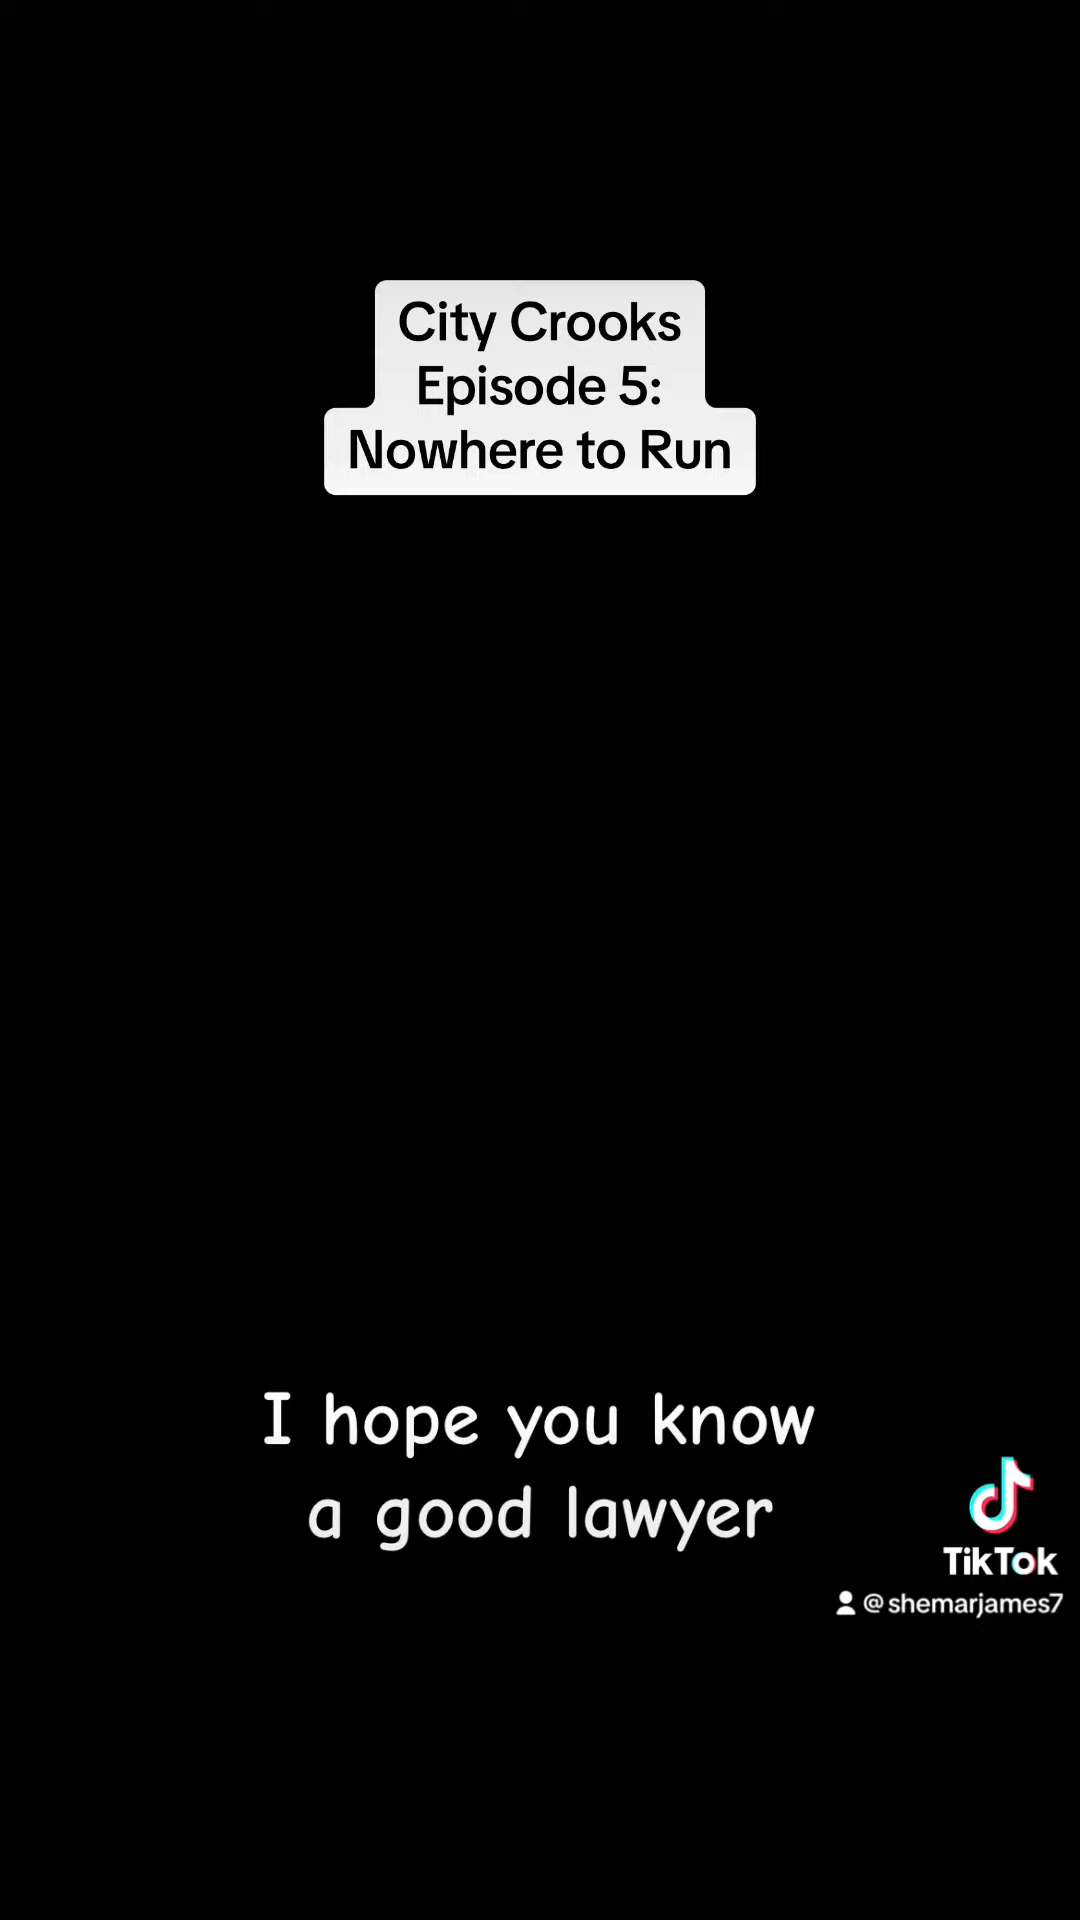 City Crooks
Episode 5:
Nowhere to Run
I hope you know
a good lawyer
TikTok
@shemarjames7